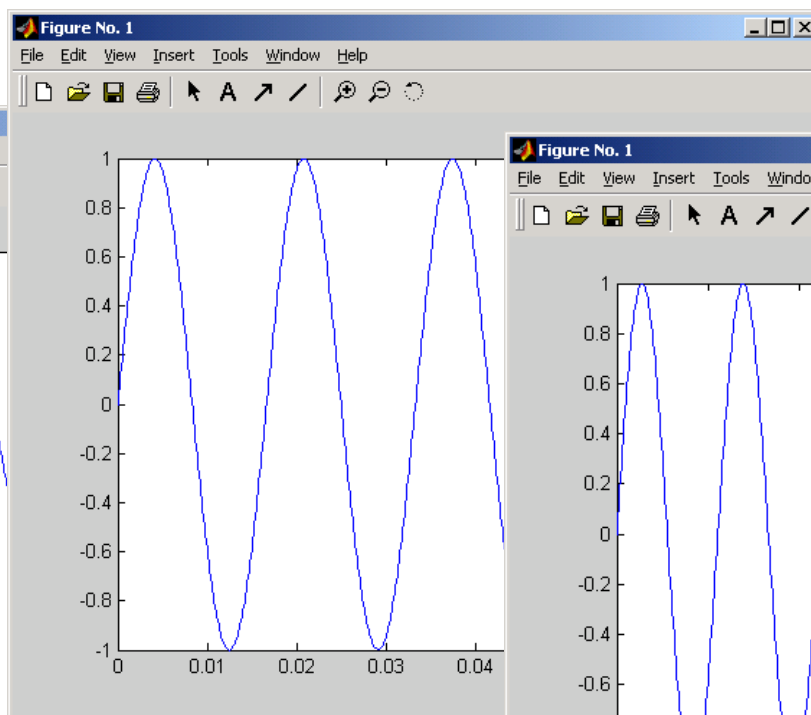 Figure No. 1
File Edit View Insert Tools Window Help
A
1
0.8
0.6
0.4
0.2
0
-0.2
-0.4
-0.6
-0.8
-1
0 0.01 0.02 0.03 0.04
Figure No. 1
File Edit View Insert Tools Windo
A
1
0.8
0.6
0.4
0.2
0
-0.2
-0.4
-0.6